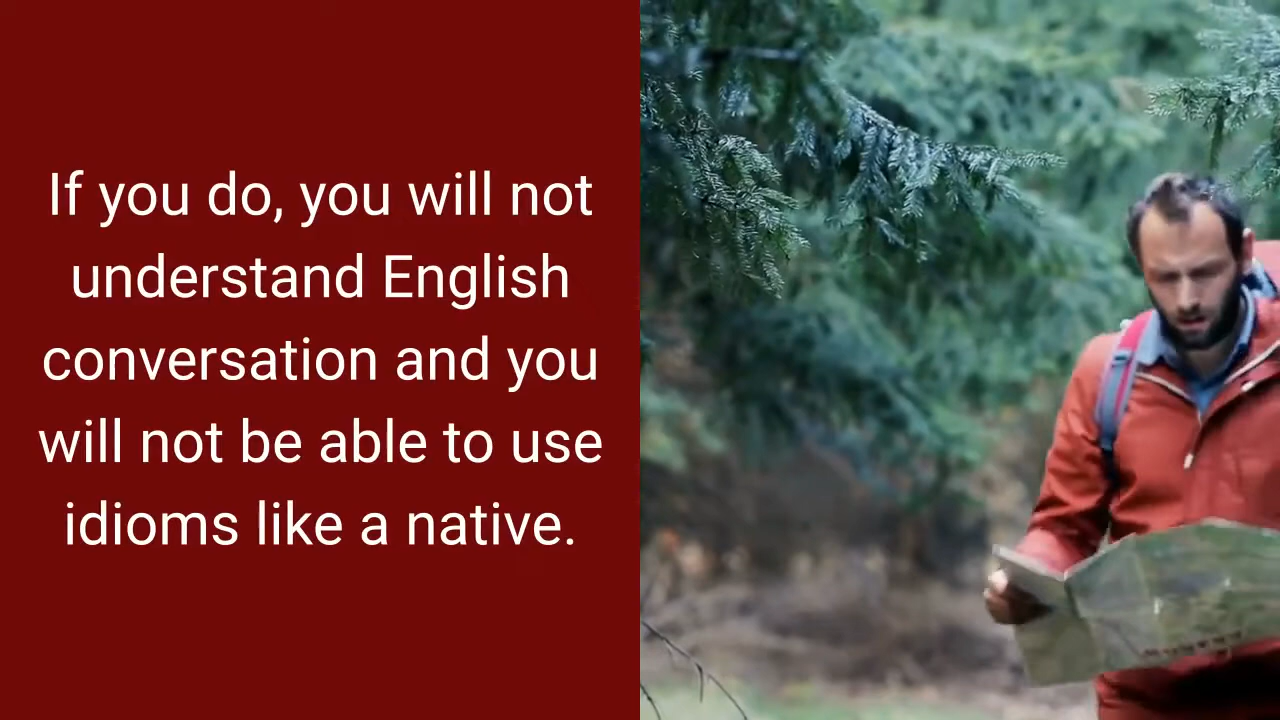 If you do, you will not
understand English
conversation and you
will not be able to use
idioms like a native.